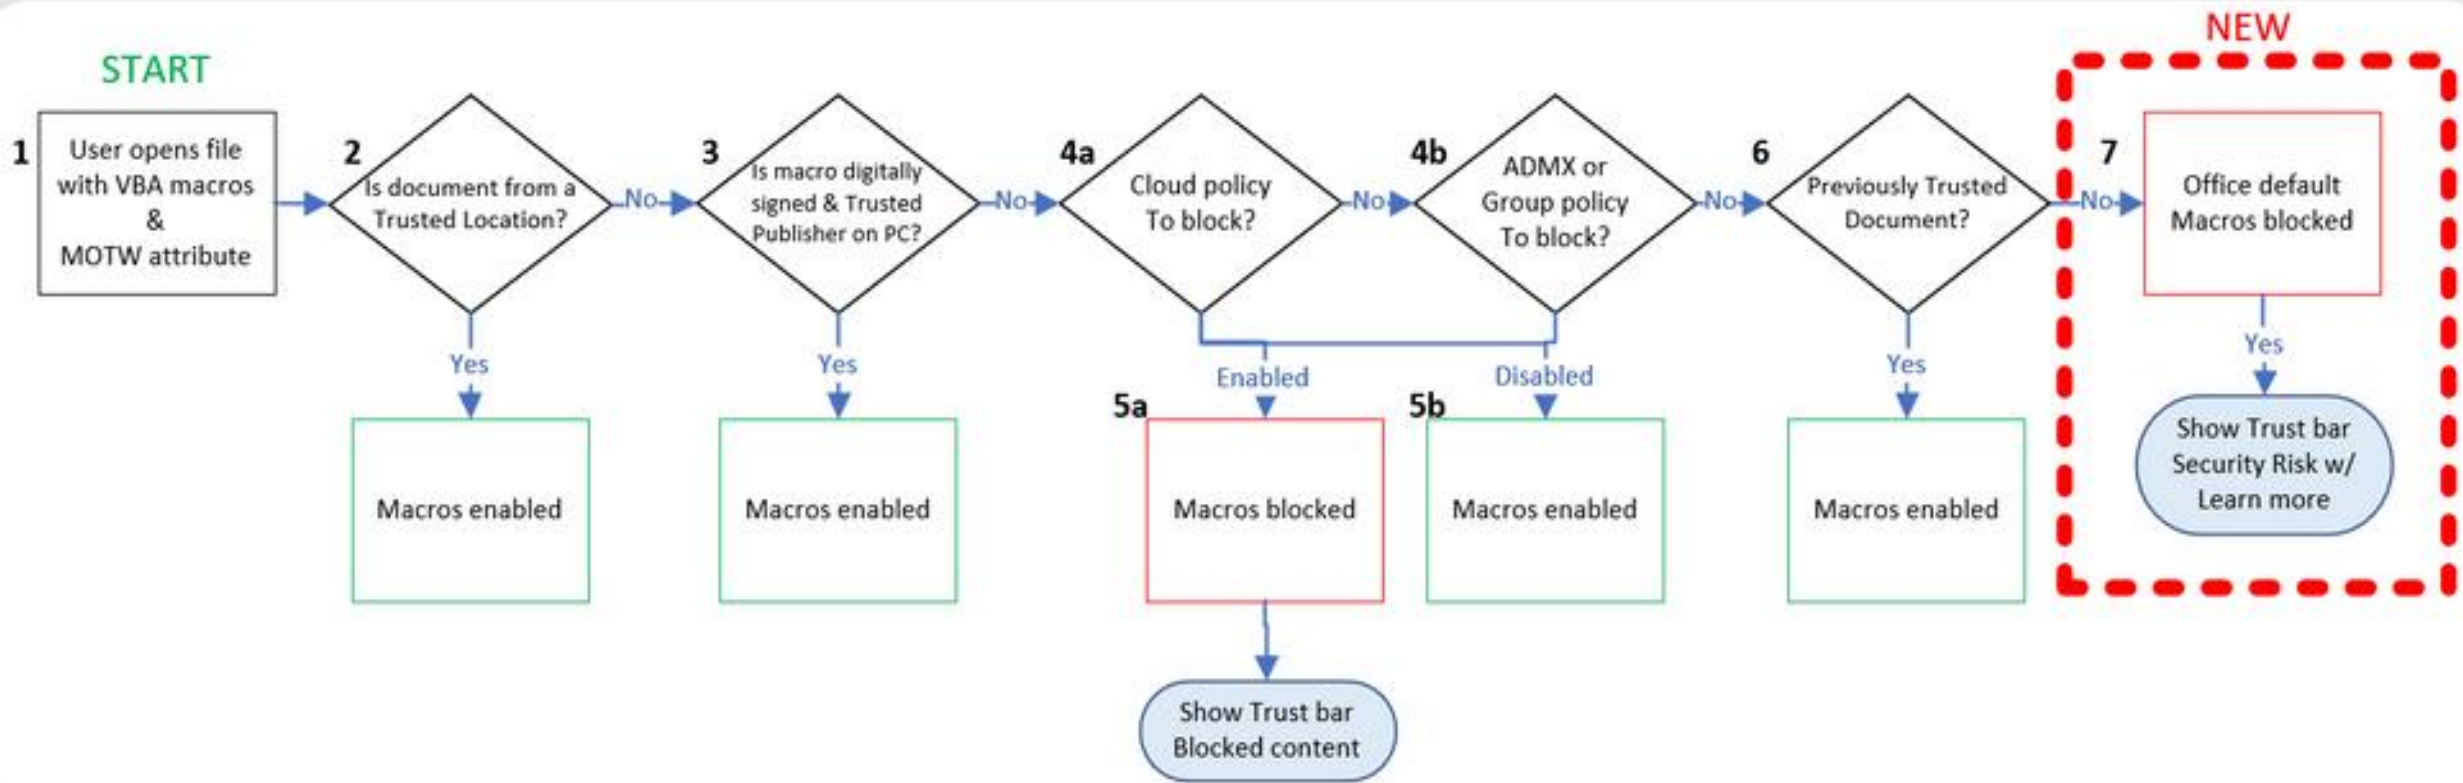 NEW
START
1
User opens file
with VBA macros
&
MOTW attribute
2
Is document from a
Trusted Location?
No
3
Is macro digitally
signed & Trusted
Publisher on PC?
No
4a
Cloud policy
To block?
No
4b
ADMX or
Group policy
To block?
No
6
Previously Trusted
Document?
No
7
Office default
Macros blocked
Yes
Yes
Enabled
Disabled
Yes
Yes
Macros enabled
Macros enabled
5a
Macros blocked
5b
Macros enabled
Macros enabled
Show Trust bar
Security Risk w/
Learn more
Show Trust bar
Blocked content